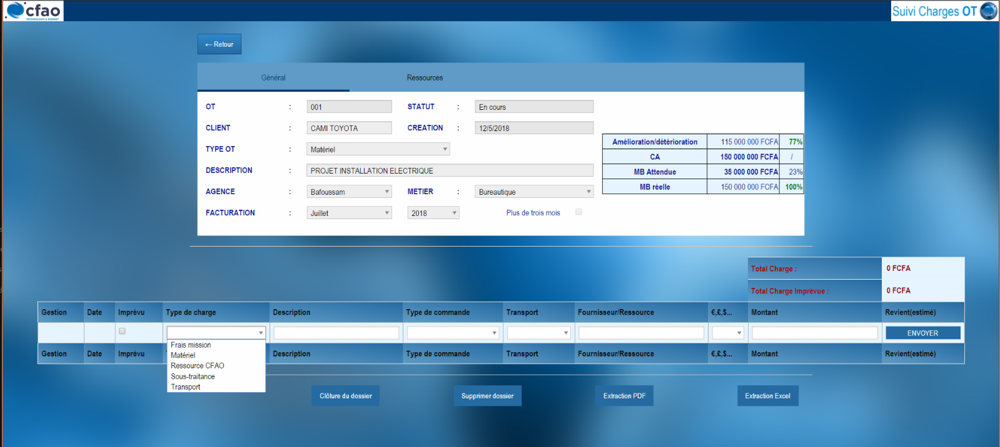 cfao
TECHNOLOGY & ENERGY
Suivi Charges OT
← Retour
Général Ressources
OT : 001 STATUT : En cours
CLIENT : CAMI TOYOTA CREATION : 12/5/2018
TYPE OT : Matériel
DESCRIPTION : PROJET INSTALLATION ELECTRIQUE
AGENCE : Bafoussam METIER : Bureautique
FACTURATION : Juillet 2018 Plus de trois mois
Amélioration/détérioration 115 000 000 FCFA 77%
CA 150 000 000 FCFA /
MB Attendue 35 000 000 FCFA 23%
MB réelle 150 000 000 FCFA 100%
Total Charge : 0 FCFA
Total Charge Imprévue : 0 FCFA
Gestion Date Imprévu Type de charge Description Type de commande Transport Fournisseur/Ressource €,£,$... Montant Revient(estimé)
ENVOYER
Frais mission
Matériel
Ressource CFAO
Sous-traitance
Transport
Gestion Date Imprévu Description Type de commande Transport Fournisseur/Ressource €,£,$... Montant Revient(estimé)
Clôture du dossier Supprimer dossier Extraction PDF Extraction Excel